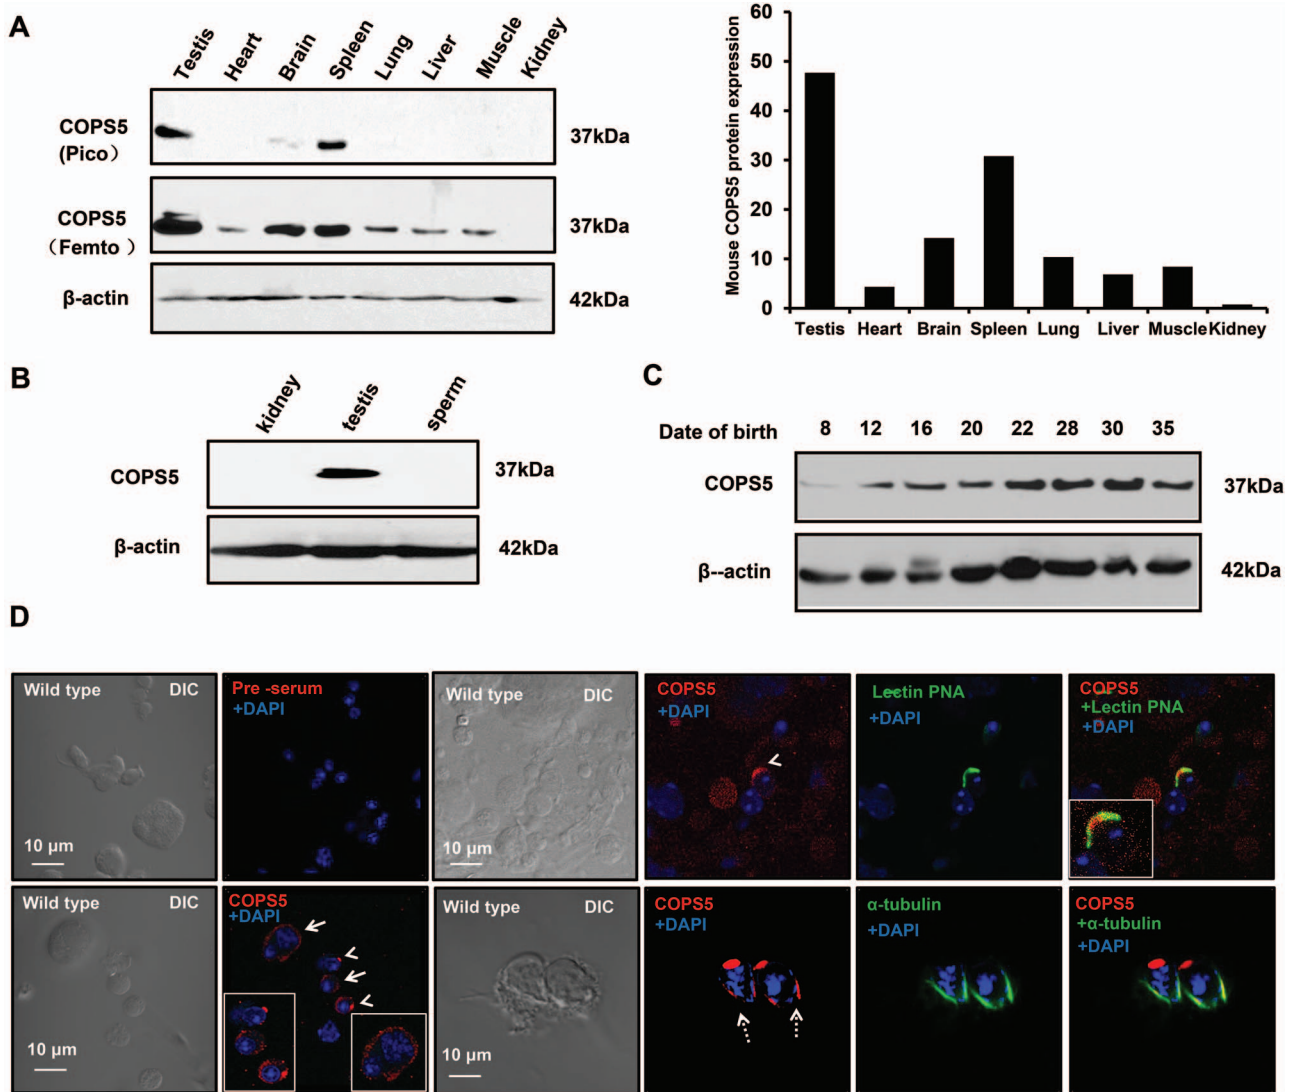 A
Testis Heart Brain Spleen Lung Liver Muscle Kidney
COPS5
(Pico）
37kDa
COPS5
（Femto ）
37kDa
β-actin
42kDa
Mouse COPS5 protein expression
60
50
40
30
20
10
0
Testis Heart Brain Spleen Lung Liver Muscle Kidney
B
kidney testis sperm
COPS5
37kDa
β-actin
42kDa
C
Date of birth 8 12 16 20 22 28 30 35
COPS5
37kDa
β--actin
42kDa
D
Wild type DIC
10 μm
Pre -serum
+DAPI
Wild type DIC
10 μm
COPS5
+DAPI
Lectin PNA
+DAPI
COPS5
+Lectin PNA
+DAPI
Wild type DIC
10 μm
COPS5
+DAPI
Wild type DIC
10 μm
COPS5
+DAPI
α-tubulin
+DAPI
COPS5
+α-tubulin
+DAPI